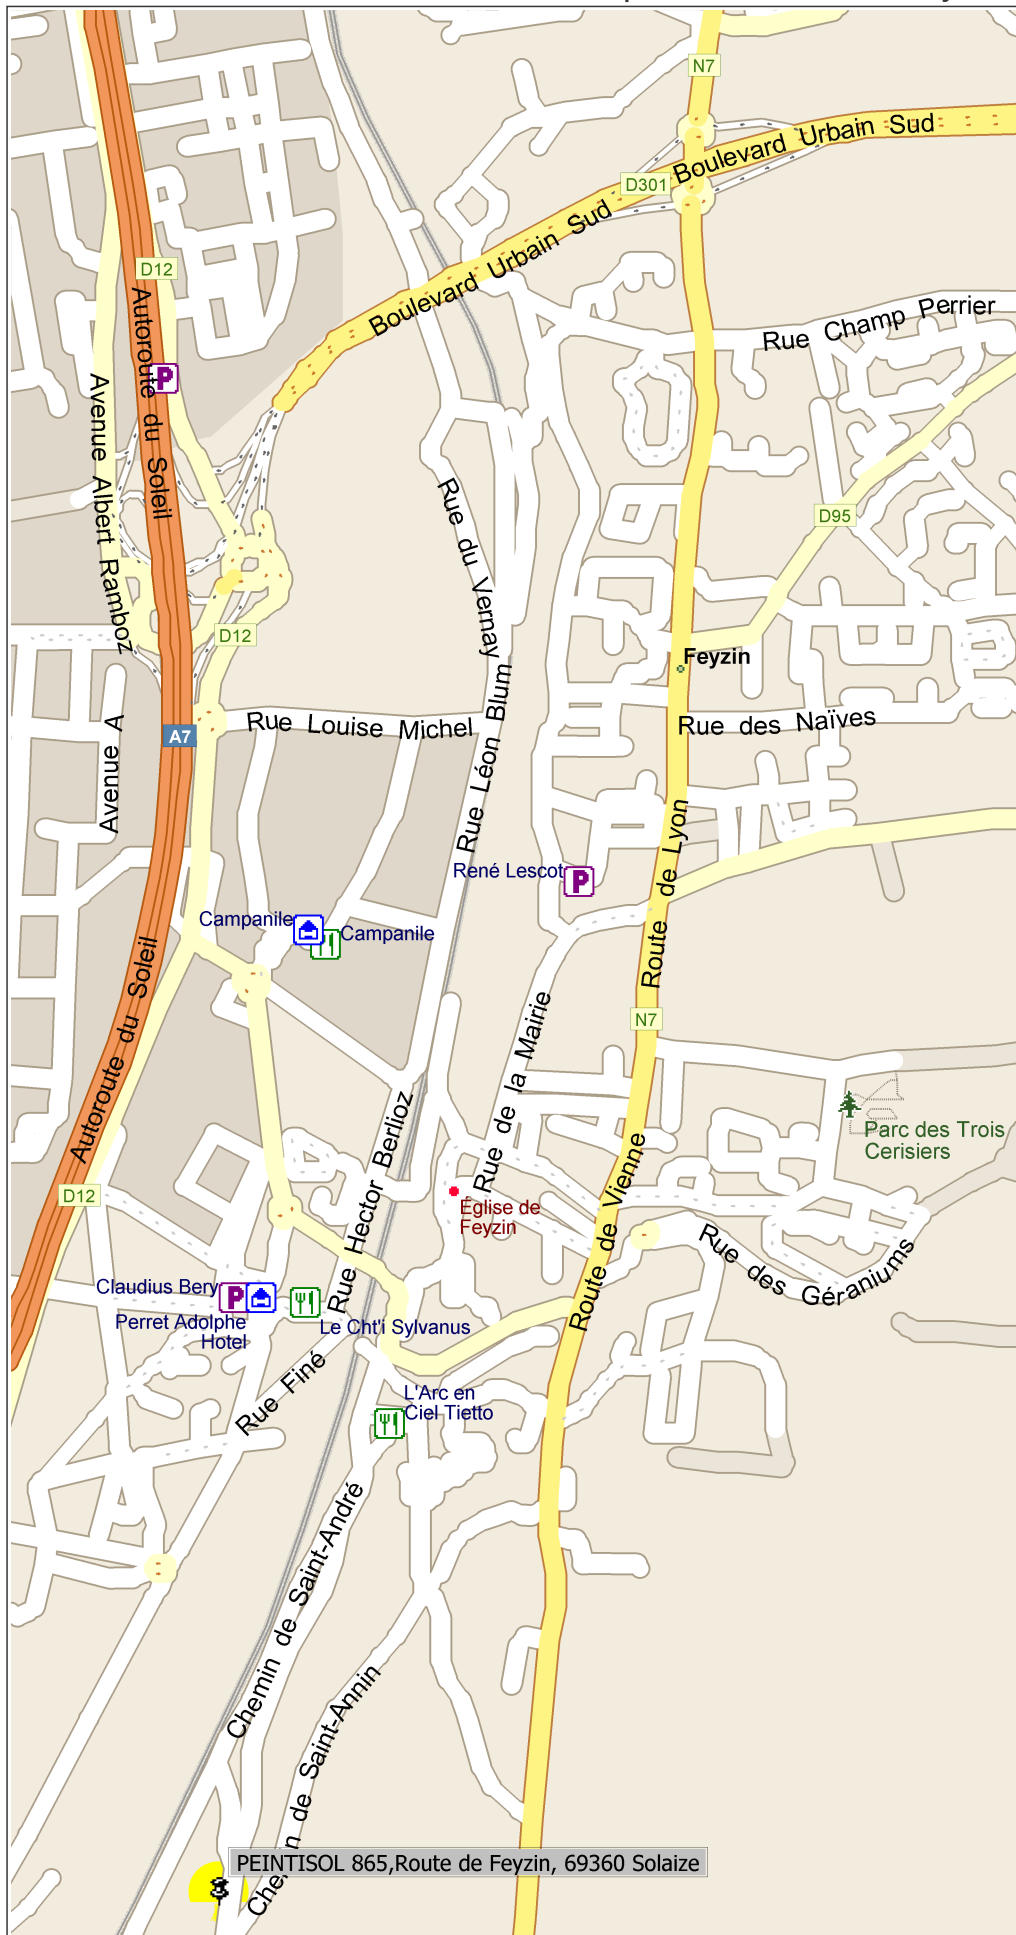 N7
Boulevard Urbain Sud
D301
Boulevard Urbain Sud
D12
Autoroute du Soleil
Rue Champ Perrier
P
Avenue Albert Ramboz
Rue du Vernay
D95
D12
Feyzin
Rue Louise Michel
Rue Léon Blum
Rue des Naïves
A7
Avenue A
Route de Lyon
René Lescot
P
Campanile
Campanile
Autoroute du Soleil
Rue de la Mairie
N7
Rue Hector Berlioz
Parc des Trois
Cerisiers
Route de Vienne
D12
Église de
Feyzin
Rue des Géraniums
Claudius Bery
P
Perret Adolphe
Hotel
Le Cht'i Sylvanus
Rue Finé
L'Arc en
Ciel Tietto
Chemin de Saint-André
Chemin de Saint-Annin
PEINTISOL 865,Route de Feyzin, 69360 Solaize